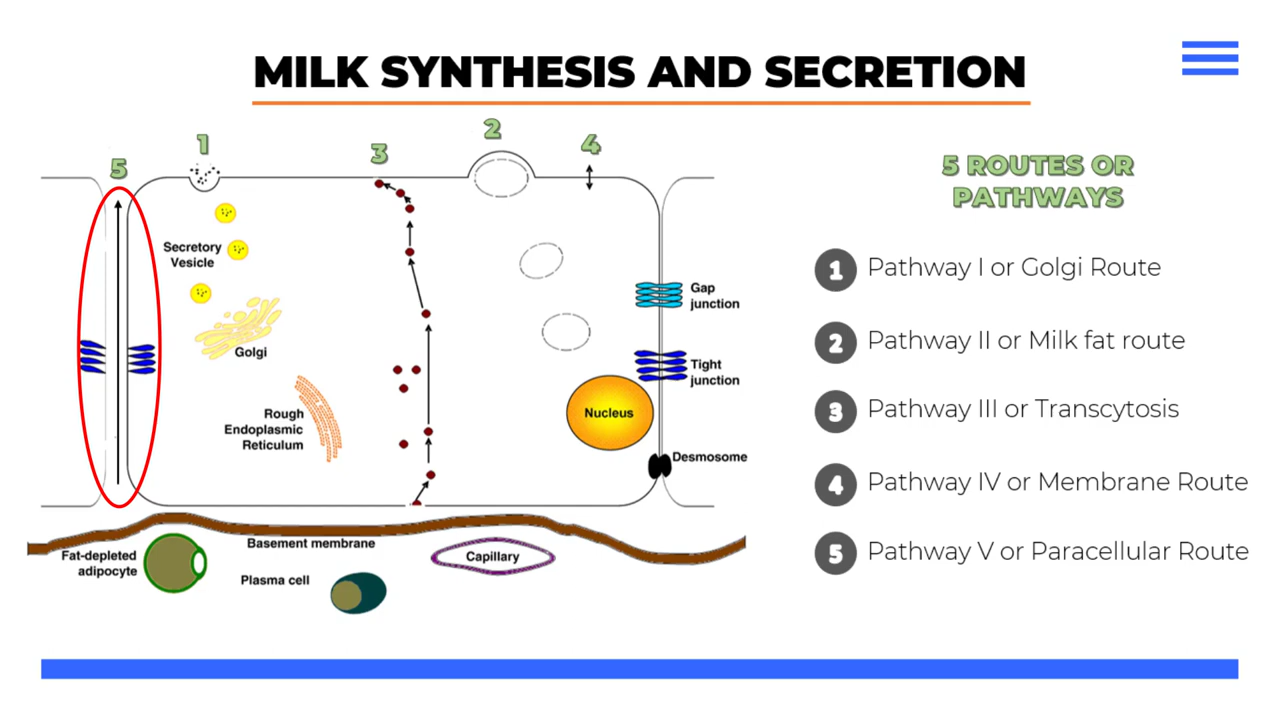 MILK SYNTHESIS AND SECRETION
1
2
3
4
5
Secretory
Vesicle
Golgi
Rough
Endoplasmic
Reticulum
Gap
junction
Tight
junction
Nucleus
Desmosome
Basement membrane
Fat-depleted
adipocyte
Plasma cell
Capillary
5 ROUTES OR
PATHWAYS
1 Pathway I or Golgi Route
2 Pathway II or Milk fat route
3 Pathway III or Transcytosis
4 Pathway IV or Membrane Route
5 Pathway V or Paracellular Route